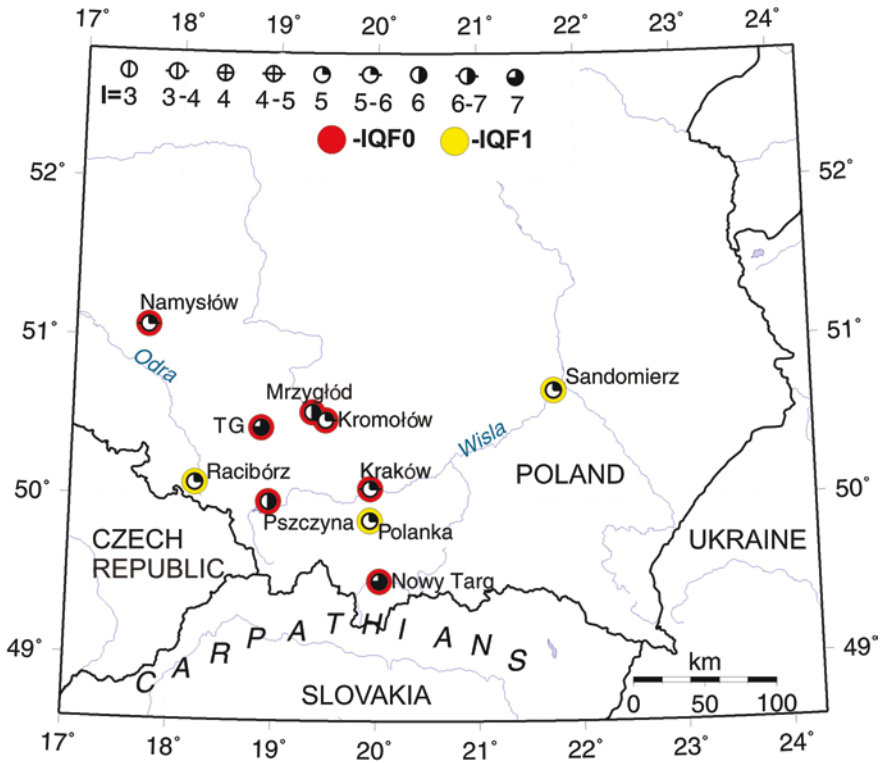 17° 18° 19° 20° 21° 22° 23° 24°
I=3 3-4 4 4-5 5 5-6 6 6-7 7
-IQF0 -IQF1
52° 52°
Namysłów
51° 51°
Odra
Sandomierz
Mrzygłód
TG Kromołów
Wisla
Racibórz Kraków POLAND
50° 50°
Pszczyna Polanka
CZECH
REPUBLIC
UKRAINE
Nowy Targ
CARPATHIANS
49° 49°
km
SLOVAKIA
0 50 100
17° 18° 19° 20° 21° 22° 23° 24°